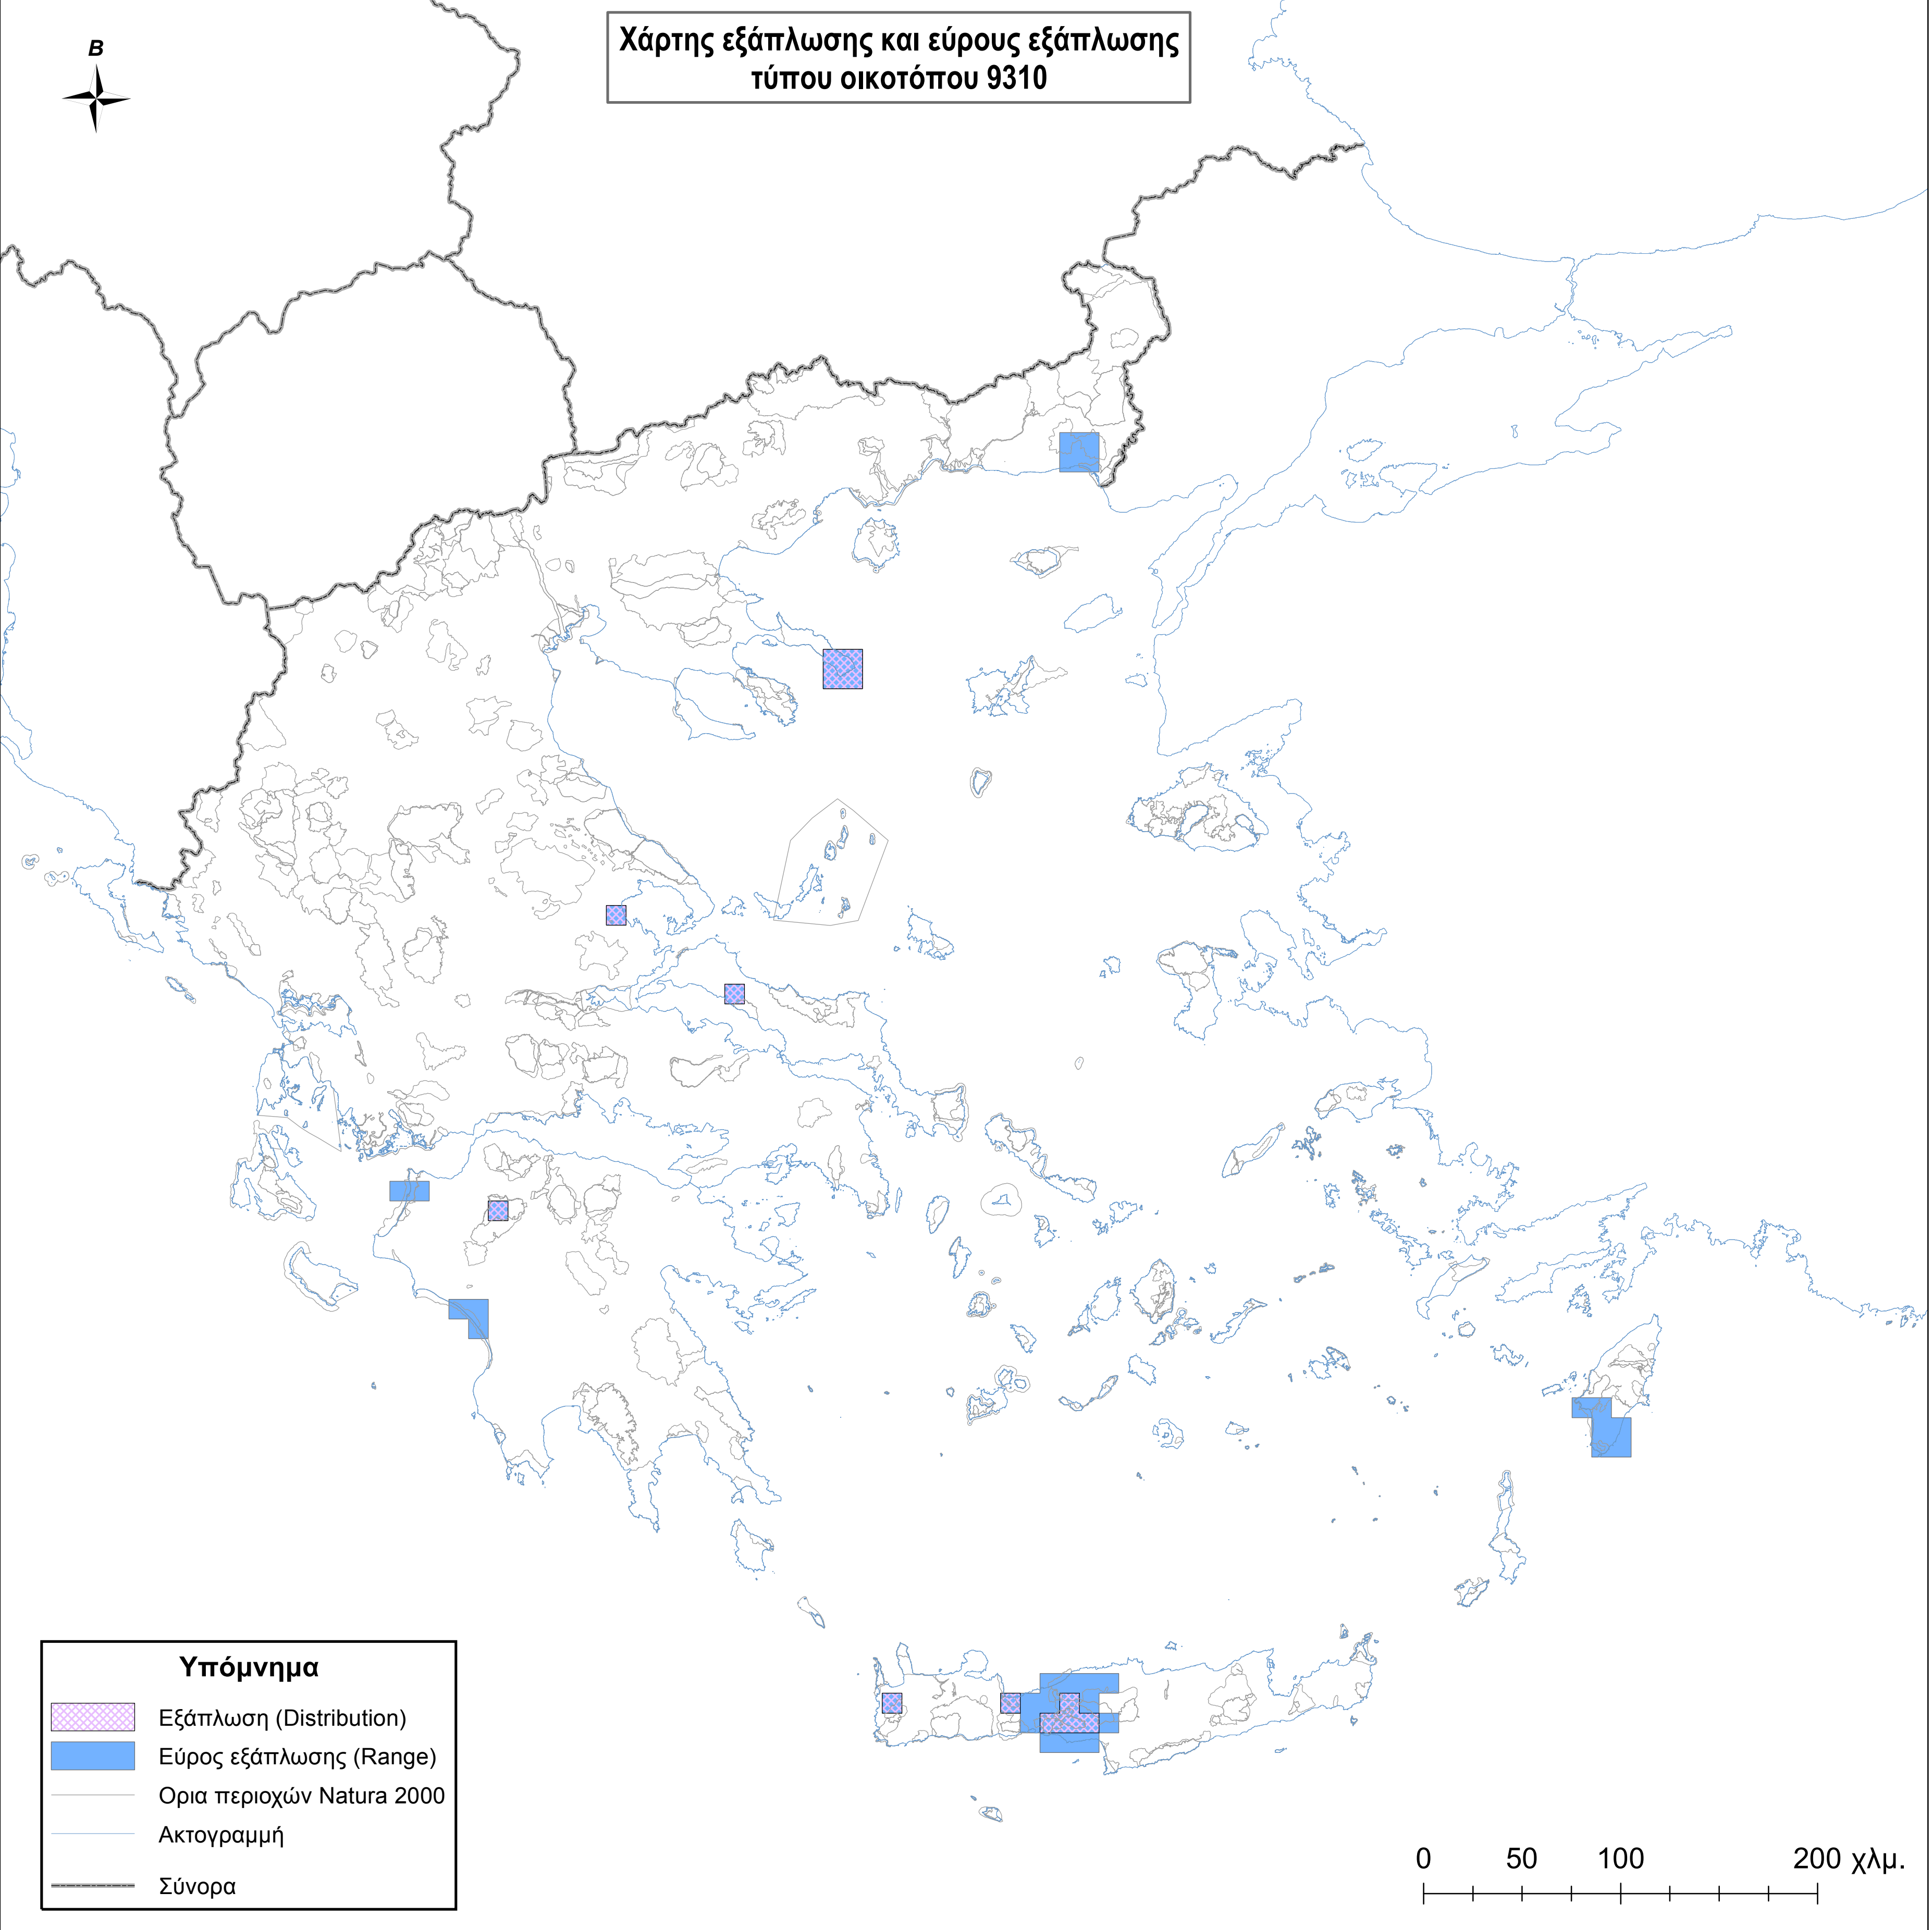 Χάρτης εξάπλωσης και εύρους εξάπλωσης
τύπου οικοτόπου 9310
Β
Υπόμνημα
Εξάπλωση (Distribution)
Εύρος εξάπλωσης (Range)
Ορια περιοχών Natura 2000
Ακτογραμμή
Σύνορα
0 50 100 200 χλμ.